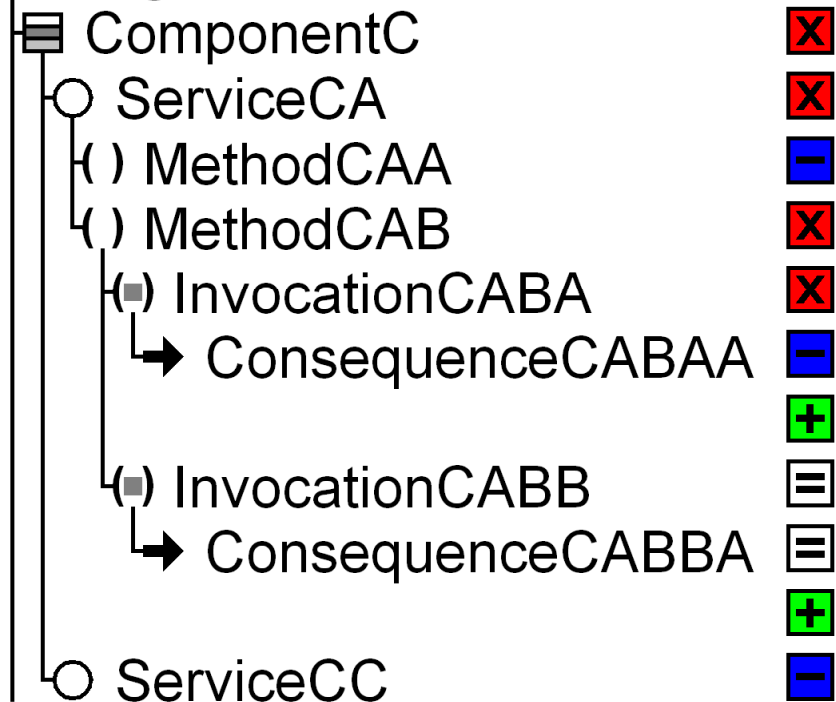 ComponentC X
ServiceCA X
( ) MethodCAA −
( ) MethodCAB X
( ) InvocationCABA X
ConsequenceCABAA −
+
( ) InvocationCABB =
ConsequenceCABBA =
+
ServiceCC −